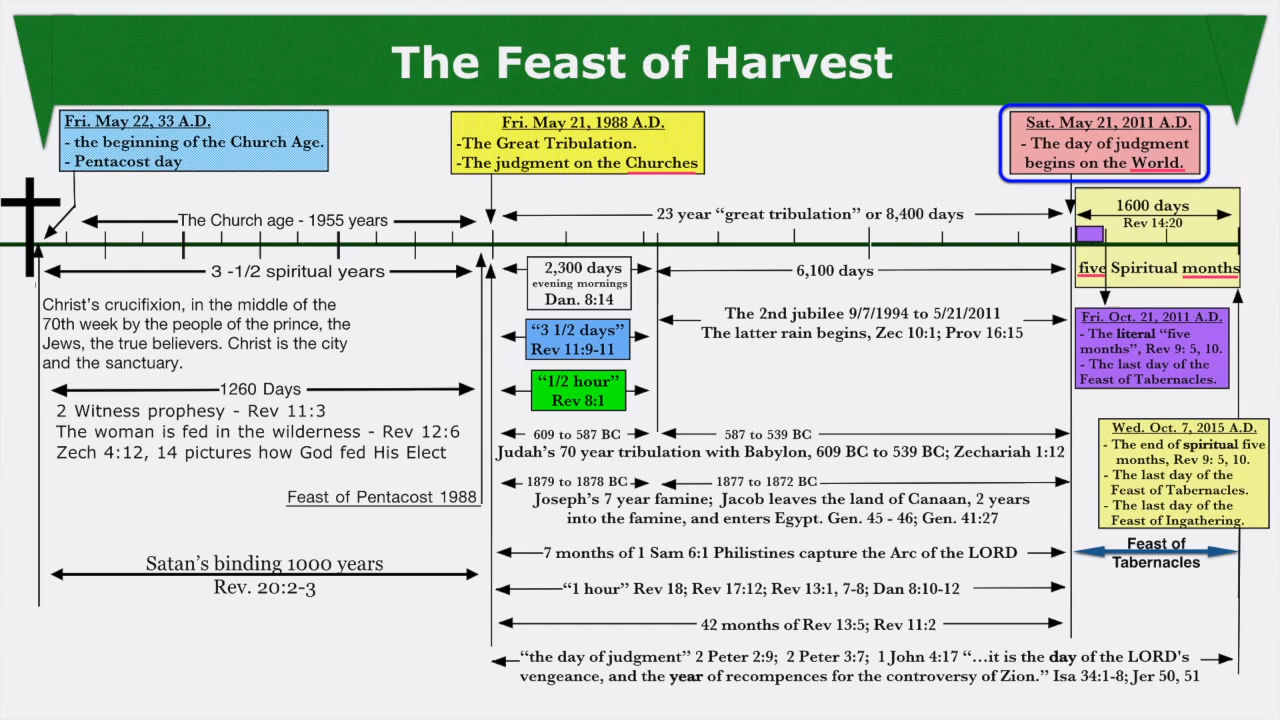 The Feast of Harvest
Fri. May 22, 33 A.D.
- the beginning of the Church Age.
- Pentacost day
Fri. May 21, 1988 A.D.
-The Great Tribulation.
-The judgment on the Churches
Sat. May 21, 2011 A.D.
- The day of judgment
begins on the World.
The Church age - 1955 years
23 year “great tribulation” or 8,400 days
1600 days
Rev 14:20
3 -1/2 spiritual years
2,300 days
evening mornings
Dan. 8:14
6,100 days
five Spiritual months
Christ's crucifixion, in the middle of the
70th week by the people of the prince, the
Jews, the true believers. Christ is the city
and the sanctuary.
“3 1/2 days”
Rev 11:9-11
The 2nd jubilee 9/7/1994 to 5/21/2011
The latter rain begins, Zec 10:1; Prov 16:15
Fri. Oct. 21, 2011 A.D.
- The literal “five
months”, Rev 9: 5, 10.
- The last day of the
Feast of Tabernacles.
1260 Days
2 Witness prophesy - Rev 11:3
The woman is fed in the wilderness - Rev 12:6
Zech 4:12, 14 pictures how God fed His Elect
“1/2 hour”
Rev 8:1
609 to 587 BC
587 to 539 BC
Judah's 70 year tribulation with Babylon, 609 BC to 539 BC; Zechariah 1:12
Wed. Oct. 7, 2015 A.D.
- The end of spiritual five
months, Rev 9: 5, 10.
- The last day of the
Feast of Tabernacles.
- The last day of the
Feast of Ingathering.
1879 to 1878 BC
1877 to 1872 BC
Feast of Pentacost 1988
Joseph's 7 year famine; Jacob leaves the land of Canaan, 2 years
into the famine, and enters Egypt. Gen. 45 - 46; Gen. 41:27
Feast of
Tabernacles
7 months of 1 Sam 6:1 Philistines capture the Arc of the LORD
Satan's binding 1000 years
Rev. 20:2-3
“1 hour” Rev 18; Rev 17:12; Rev 13:1, 7-8; Dan 8:10-12
42 months of Rev 13:5; Rev 11:2
“the day of judgment” 2 Peter 2:9; 2 Peter 3:7; 1 John 4:17 “…it is the day of the LORD's
vengeance, and the year of recompences for the controversy of Zion.” Isa 34:1-8; Jer 50, 51